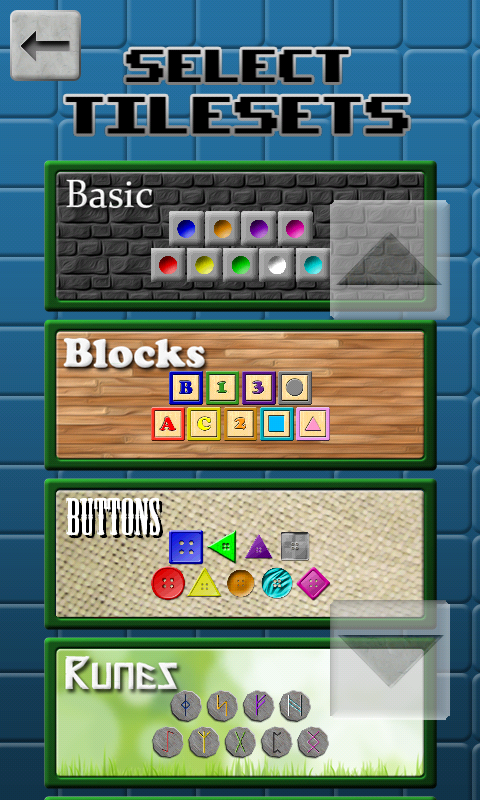 SELECT
TILESETS
Basic
Blocks
B 1 3
A C 2
BUTTONS
RUNES